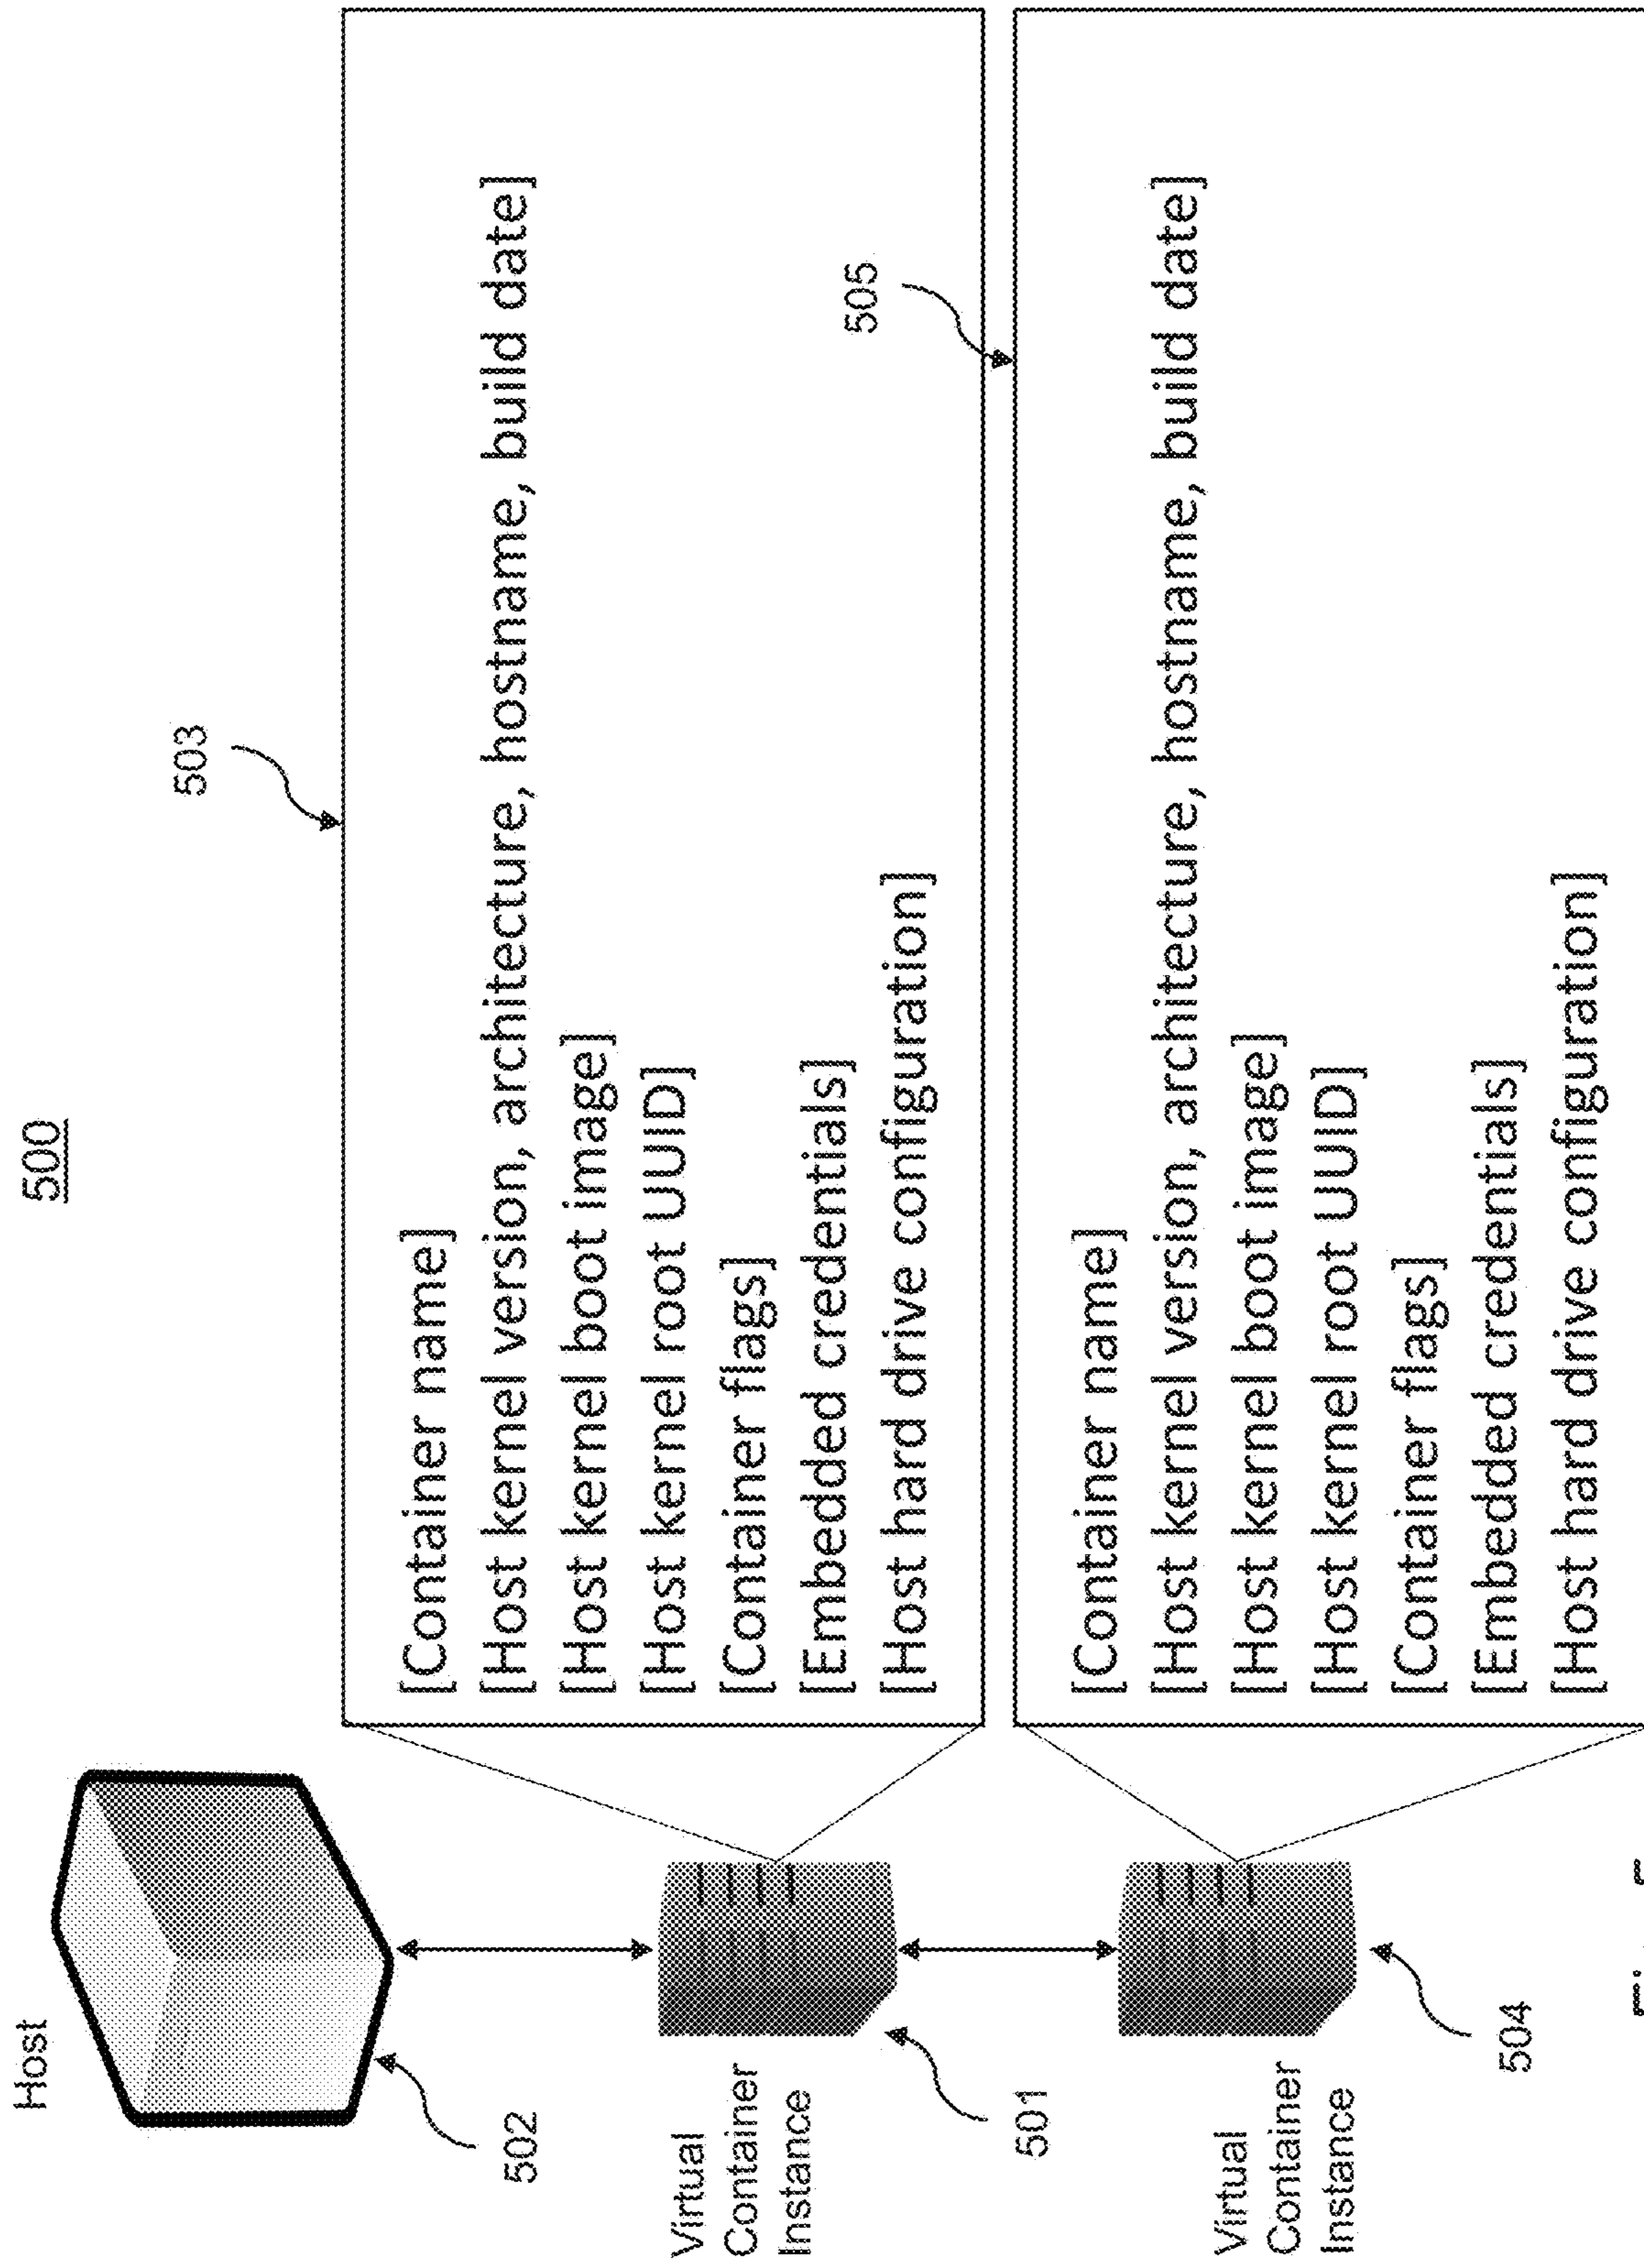 500
Host
502
503
[Container name]
[Host kernel version, architecture, hostname, build date]
[Host kernel boot image]
[Host kernel root UUID]
[Container flags]
[Embedded credentials]
[Host hard drive configuration]
Virtual
Container
Instance
501
505
[Container name]
[Host kernel version, architecture, hostname, build date]
[Host kernel boot image]
[Host kernel root UUID]
[Container flags]
[Embedded credentials]
[Host hard drive configuration]
Virtual
Container
Instance
504